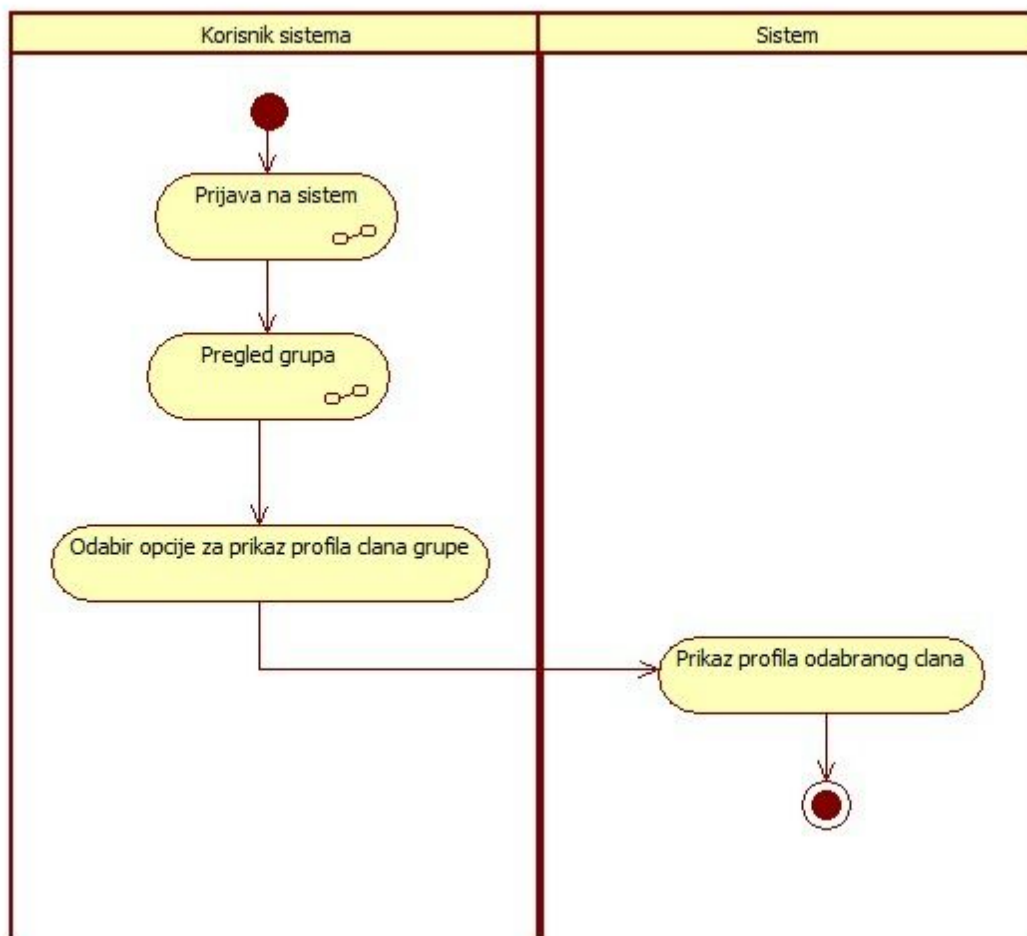 Korisnik sistema
Sistem
Prijava na sistem
Pregled grupa
Odabir opcije za prikaz profila clana grupe
Prikaz profila odabranog clana